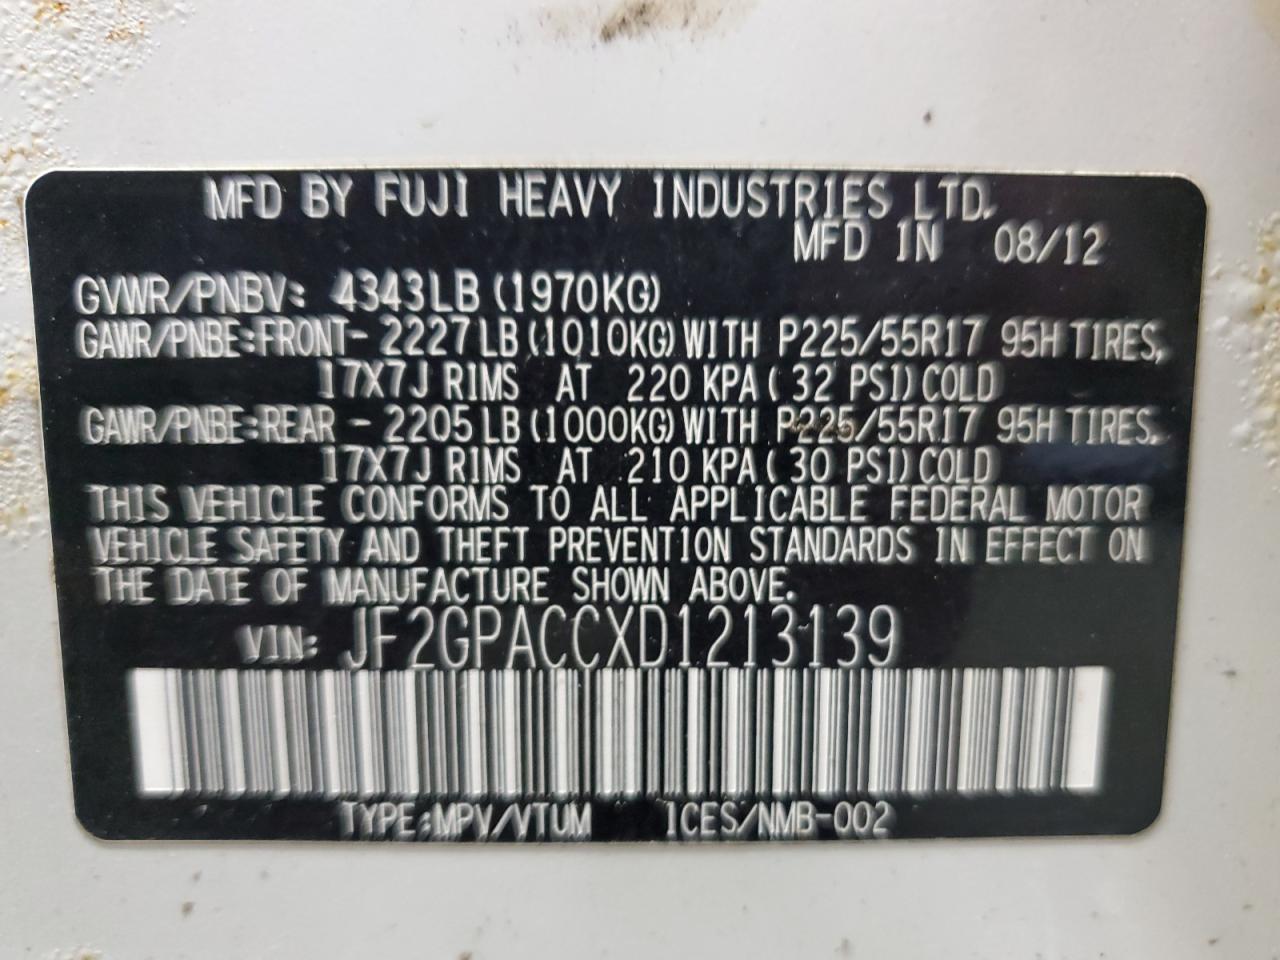 MFD BY FUJI HEAVY INDUSTRIES LTD.
MFD IN 08/12
GVWR/PNBV: 4343LB (1970KG)
GAWR/PNBE:FRONT- 2227LB (1010KG) WITH P225/55R17 95H TIRES,
17X7J RIMS AT 220 KPA( 32 PSI) COLD
GAWR/PNBE:REAR - 2205LB (1000KG) WITH P225/55R17 95H TIRES,
17X7J RIMS AT 210 KPA( 30 PSI) COLD
THIS VEHICLE CONFORMS TO ALL APPLICABLE FEDERAL MOTOR
VEHICLE SAFETY AND THEFT PREVENTION STANDARDS IN EFFECT ON
THE DATE OF MANUFACTURE SHOWN ABOVE.
VIN: JF2GPACCXD1213139
TYPE:MPV/VTUM ICES/NMB-002